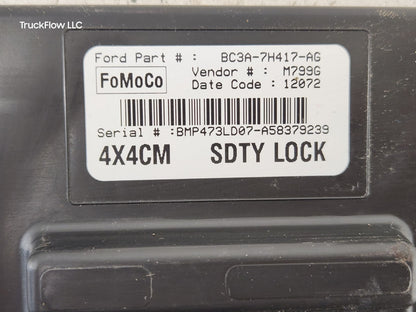 TruckFlow LLC
Ford Part # : BC3A-7H417-AG
FoMoCo
Vendor # : M799G
Date Code : 12072
Serial # :BMP473LD07-A58379239
4X4CM SDTY LOCK